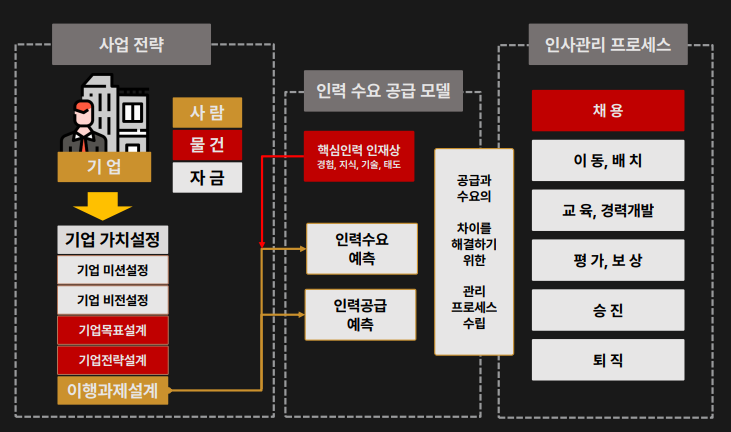 사업 전략
사 람
물 건
자 금
기 업
기업 가치설정
기업 미션설정
기업 비전설정
기업목표설계
기업전략설계
이행과제설계
인력 수요 공급 모델
핵심인력 인재상
경험, 지식, 기술, 태도
인력수요
예측
인력공급
예측
공급과
수요의
차이를
해결하기
위한
관리
프로세스
수립
인사관리 프로세스
채 용
이 동, 배 치
교 육, 경력개발
평 가, 보 상
승 진
퇴 직